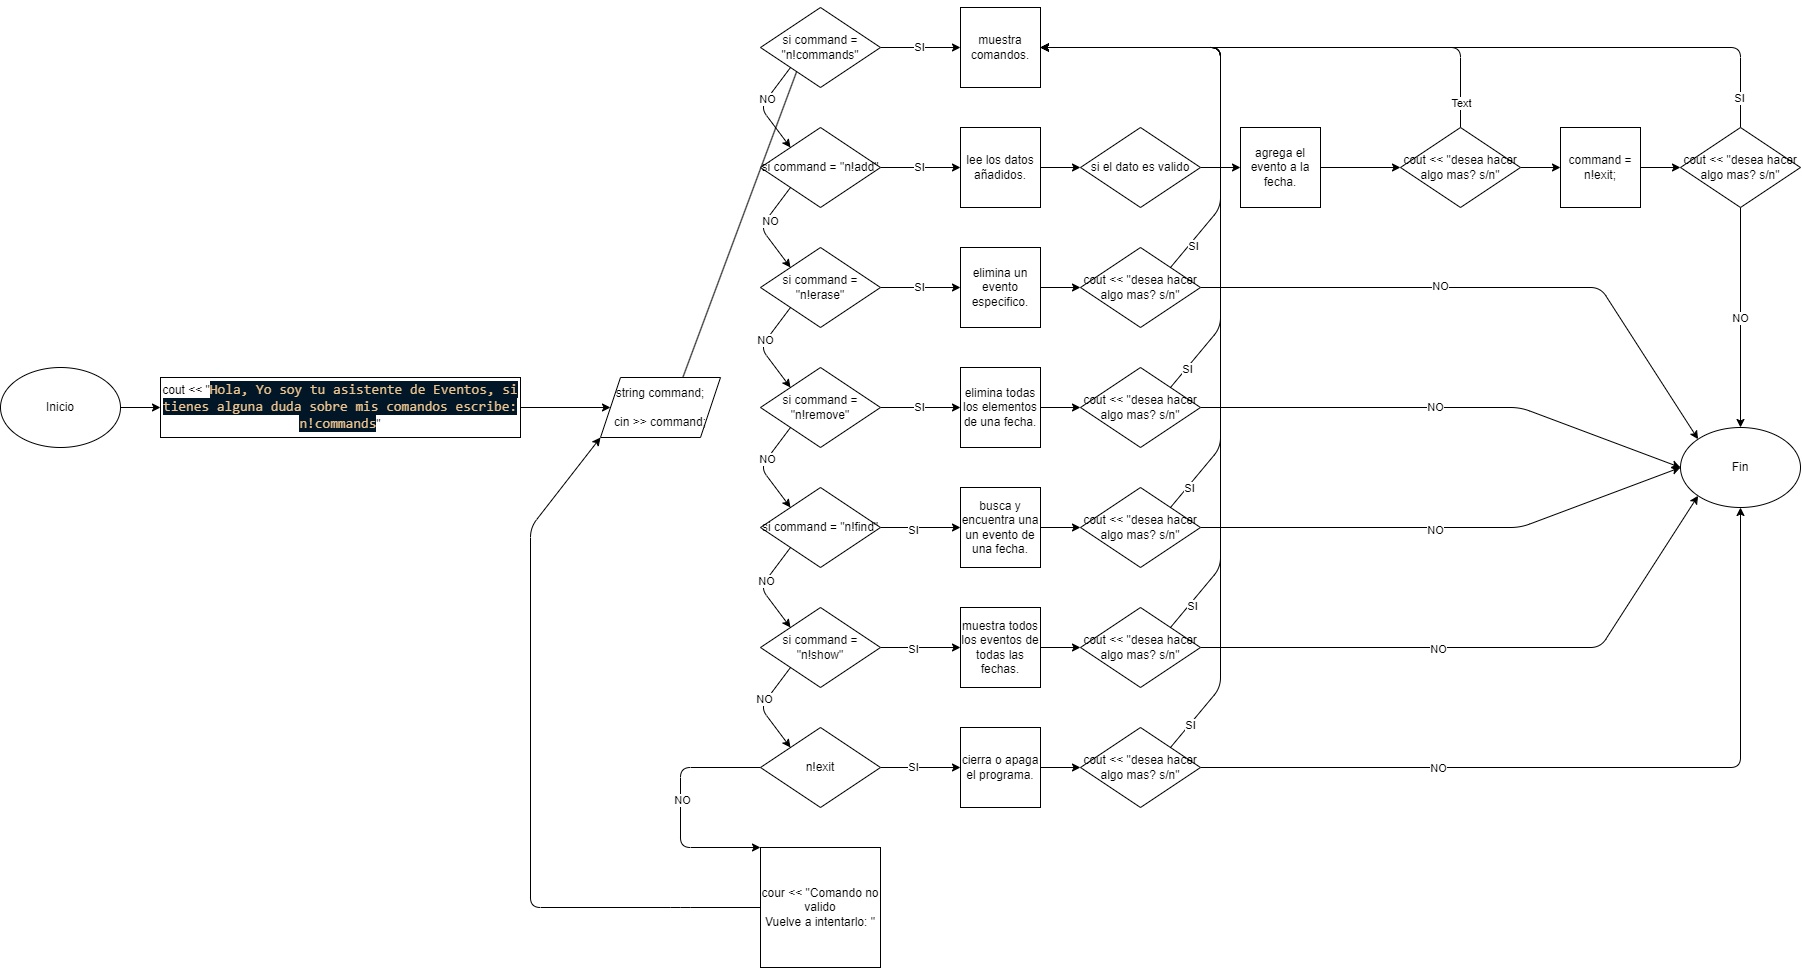 si command =
"n!commands"
SI
muestra
comandos.
NO
Text
SI
si command = "n!add"
SI
lee los datos
añadidos.
si el dato es valido
agrega el
evento a la
fecha.
cout << "desea hacer
algo mas? s/n"
command =
n!exit;
cout << "desea hacer
algo mas? s/n"
NO
SI
si command =
"n!erase"
SI
elimina un
evento
especifico.
cout << "desea hacer
algo mas? s/n"
NO
NO
NO
SI
Inicio
cout << "Hola, Yo soy tu asistente de Eventos, si
tienes alguna duda sobre mis comandos escribe:
n!commands"
string command;
cin >> command;
si command =
"n!remove"
SI
elimina todas
los elementos
de una fecha.
cout << "desea hacer
algo mas? s/n"
NO
Fin
NO
SI
si command = "n!find"
SI
busca y
encuentra una
un evento de
una fecha.
cout << "desea hacer
algo mas? s/n"
NO
NO
SI
si command =
"n!show"
SI
muestra todos
los eventos de
todas las
fechas.
cout << "desea hacer
algo mas? s/n"
NO
NO
SI
n!exit
SI
cierra o apaga
el programa.
cout << "desea hacer
algo mas? s/n"
NO
NO
cour << "Comando no
valido
Vuelve a intentarlo: "